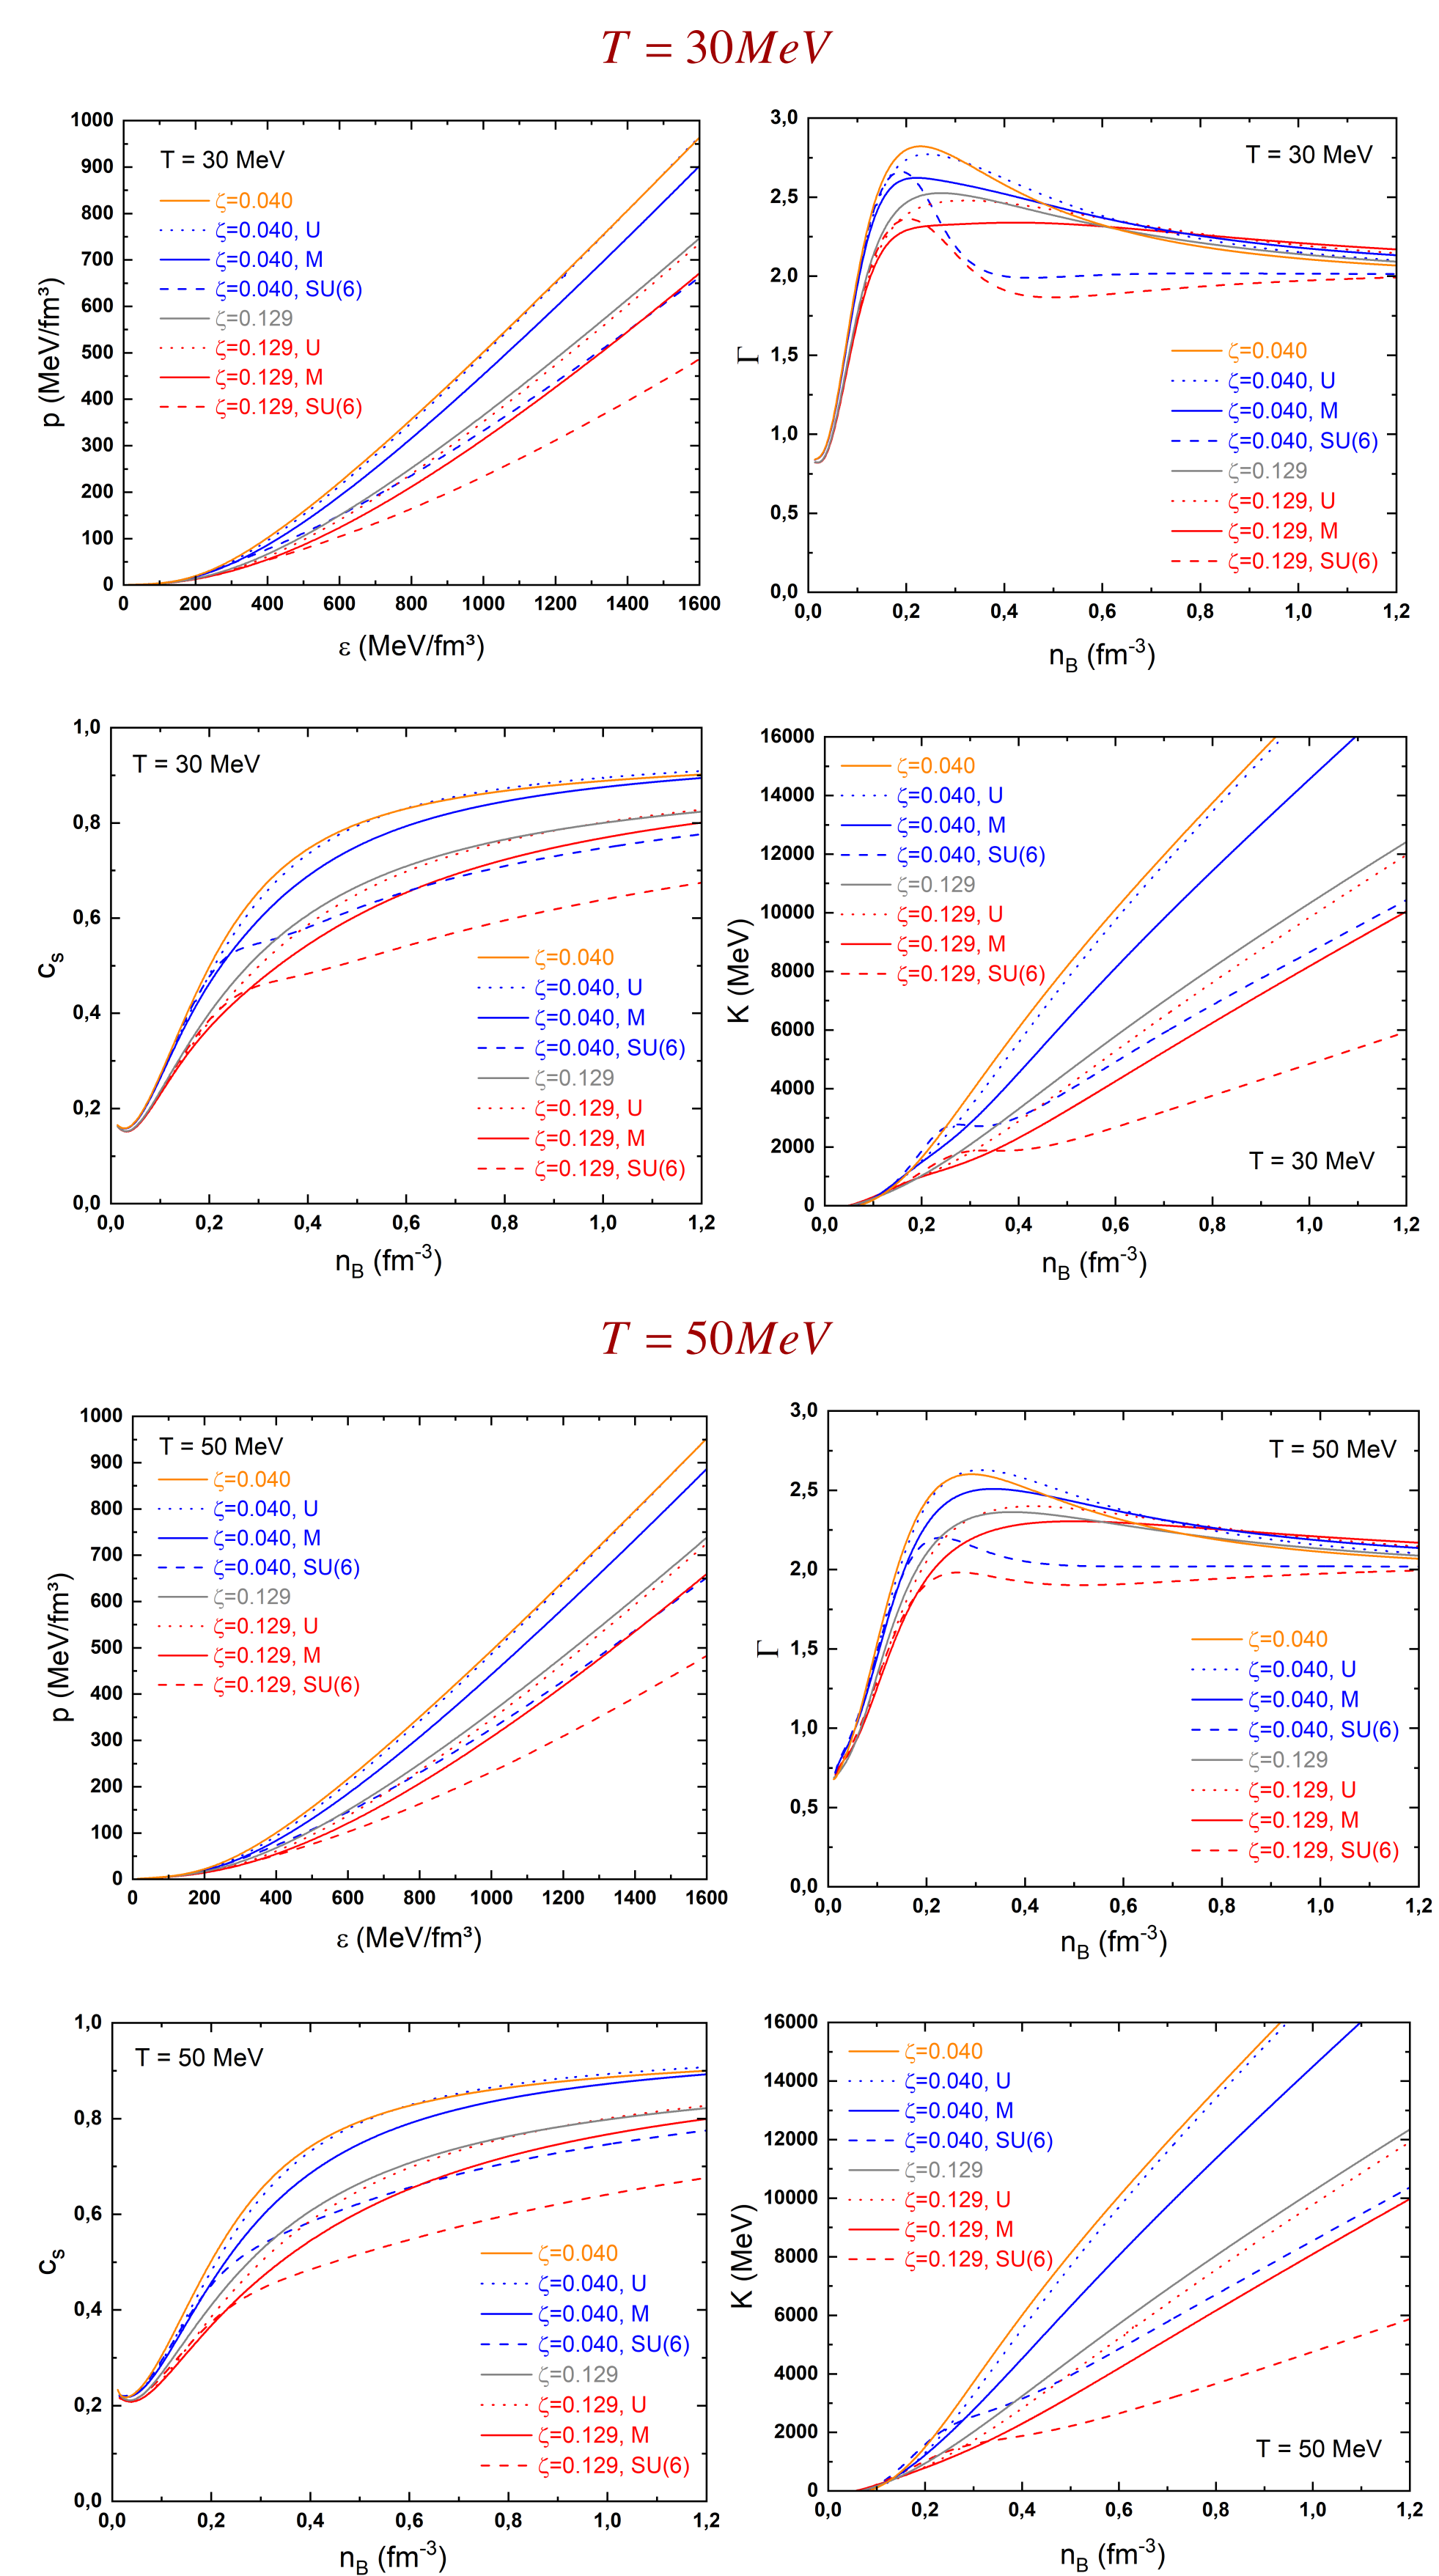 T = 30MeV
1000
900
800
700
600
500
400
300
200
100
0
p (MeV/fm³)
T = 30 MeV
ζ=0.040
ζ=0.040, U
ζ=0.040, M
ζ=0.040, SU(6)
ζ=0.129
ζ=0.129, U
ζ=0.129, M
ζ=0.129, SU(6)
0 200 400 600 800 1000 1200 1400 1600
ε (MeV/fm³)
3,0
2,5
2,0
1,5
1,0
0,5
0,0
Γ
T = 30 MeV
ζ=0.040
ζ=0.040, U
ζ=0.040, M
ζ=0.040, SU(6)
ζ=0.129
ζ=0.129, U
ζ=0.129, M
ζ=0.129, SU(6)
0,0 0,2 0,4 0,6 0,8 1,0 1,2
n_B (fm^-3)
1,0
0,8
0,6
0,4
0,2
0,0
c_s
T = 30 MeV
ζ=0.040
ζ=0.040, U
ζ=0.040, M
ζ=0.040, SU(6)
ζ=0.129
ζ=0.129, U
ζ=0.129, M
ζ=0.129, SU(6)
0,0 0,2 0,4 0,6 0,8 1,0 1,2
n_B (fm^-3)
16000
14000
12000
10000
8000
6000
4000
2000
0
K (MeV)
ζ=0.040
ζ=0.040, U
ζ=0.040, M
ζ=0.040, SU(6)
ζ=0.129
ζ=0.129, U
ζ=0.129, M
ζ=0.129, SU(6)
T = 30 MeV
0,0 0,2 0,4 0,6 0,8 1,0 1,2
n_B (fm^-3)
T = 50MeV
1000
900
800
700
600
500
400
300
200
100
0
p (MeV/fm³)
T = 50 MeV
ζ=0.040
ζ=0.040, U
ζ=0.040, M
ζ=0.040, SU(6)
ζ=0.129
ζ=0.129, U
ζ=0.129, M
ζ=0.129, SU(6)
0 200 400 600 800 1000 1200 1400 1600
ε (MeV/fm³)
3,0
2,5
2,0
1,5
1,0
0,5
0,0
Γ
T = 50 MeV
ζ=0.040
ζ=0.040, U
ζ=0.040, M
ζ=0.040, SU(6)
ζ=0.129
ζ=0.129, U
ζ=0.129, M
ζ=0.129, SU(6)
0,0 0,2 0,4 0,6 0,8 1,0 1,2
n_B (fm^-3)
1,0
0,8
0,6
0,4
0,2
0,0
c_s
T = 50 MeV
ζ=0.040
ζ=0.040, U
ζ=0.040, M
ζ=0.040, SU(6)
ζ=0.129
ζ=0.129, U
ζ=0.129, M
ζ=0.129, SU(6)
0,0 0,2 0,4 0,6 0,8 1,0 1,2
n_B (fm^-3)
16000
14000
12000
10000
8000
6000
4000
2000
0
K (MeV)
ζ=0.040
ζ=0.040, U
ζ=0.040, M
ζ=0.040, SU(6)
ζ=0.129
ζ=0.129, U
ζ=0.129, M
ζ=0.129, SU(6)
T = 50 MeV
0,0 0,2 0,4 0,6 0,8 1,0 1,2
n_B (fm^-3)